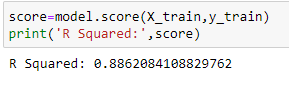 score=model.score(X_train,y_train)
print('R Squared:',score)
R Squared: 0.8862084108829762